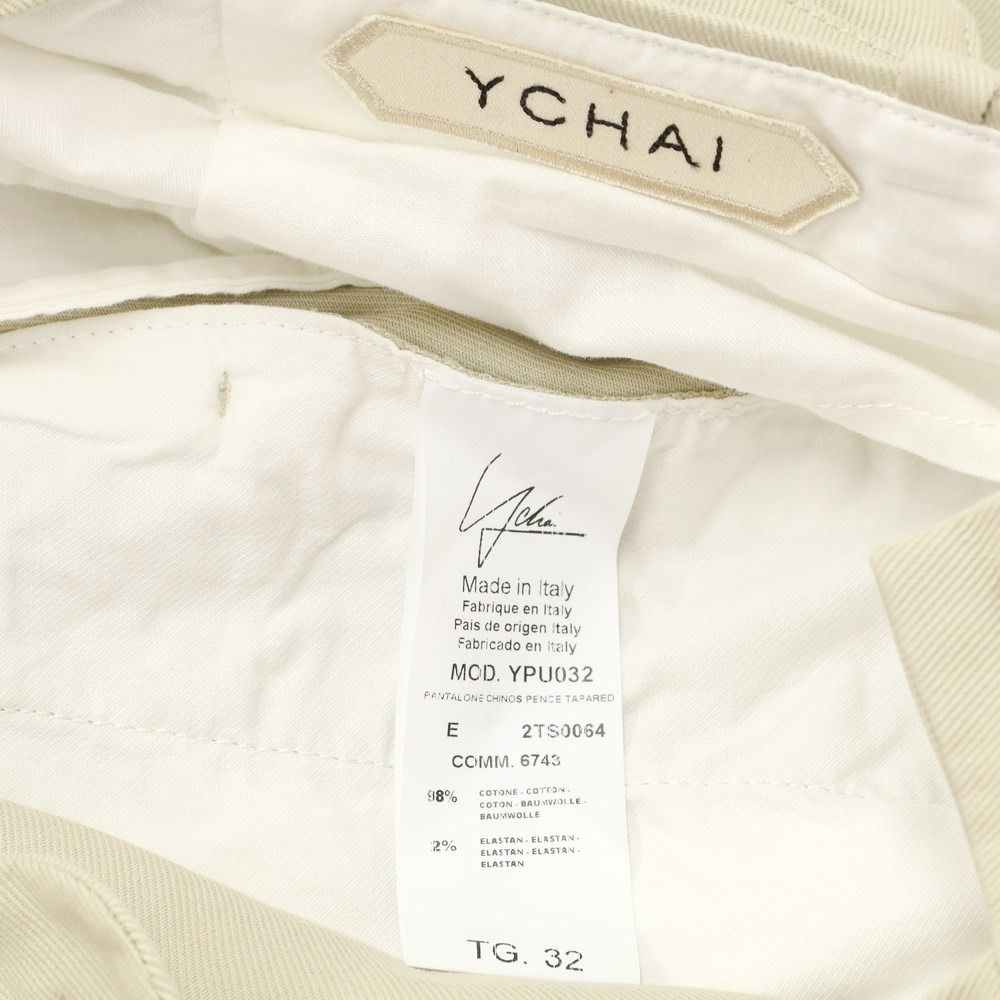 YCHAI
Ycha.
Made in Italy
Fabrique en Italy
Pais de origen Italy
Fabricado en Italy
MOD. YPU032
PANTALONE CHINOS PENCE TAPARED
E 2TS0064
COMM. 6743
98% COTONE - COTTON -
COTON - BAUMWOLLE -
BAUMWOLLE
2% ELASTAN - ELASTAN -
ELASTAN - ELASTAN -
ELASTAN
TG. 32